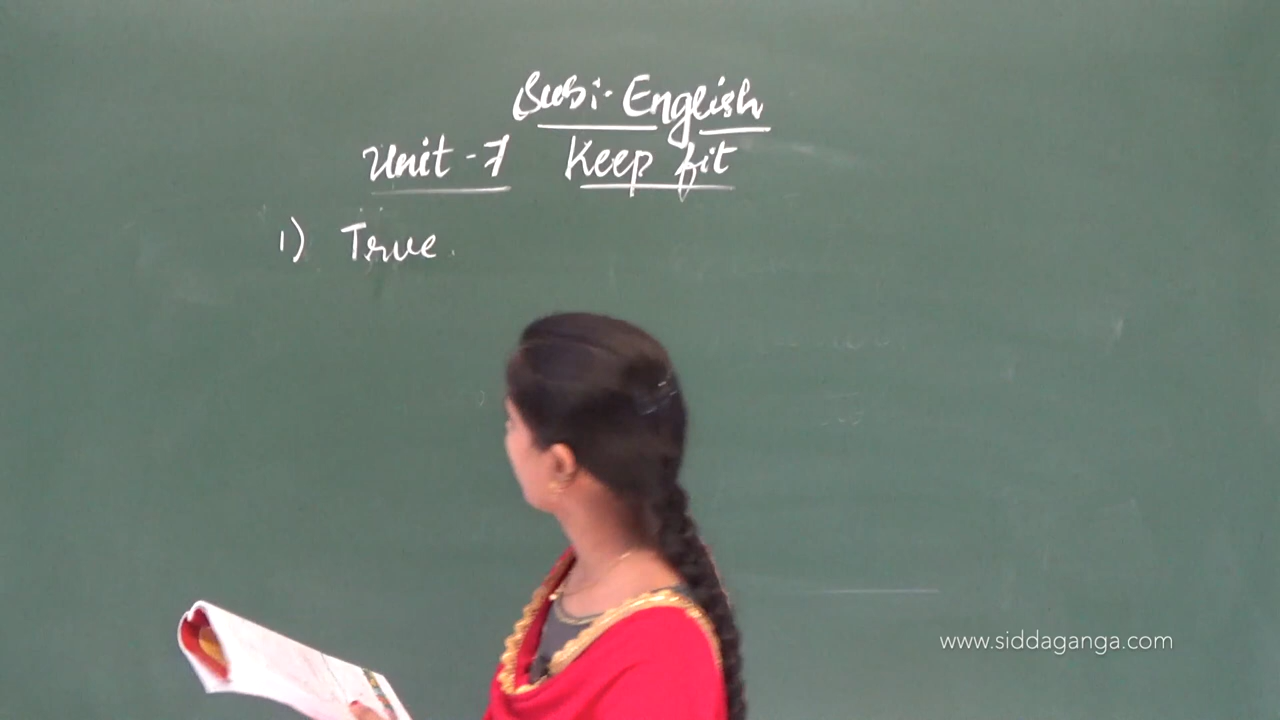 Sub:- English
Unit - 7 Keep fit
1) True.
www.siddaganga.com